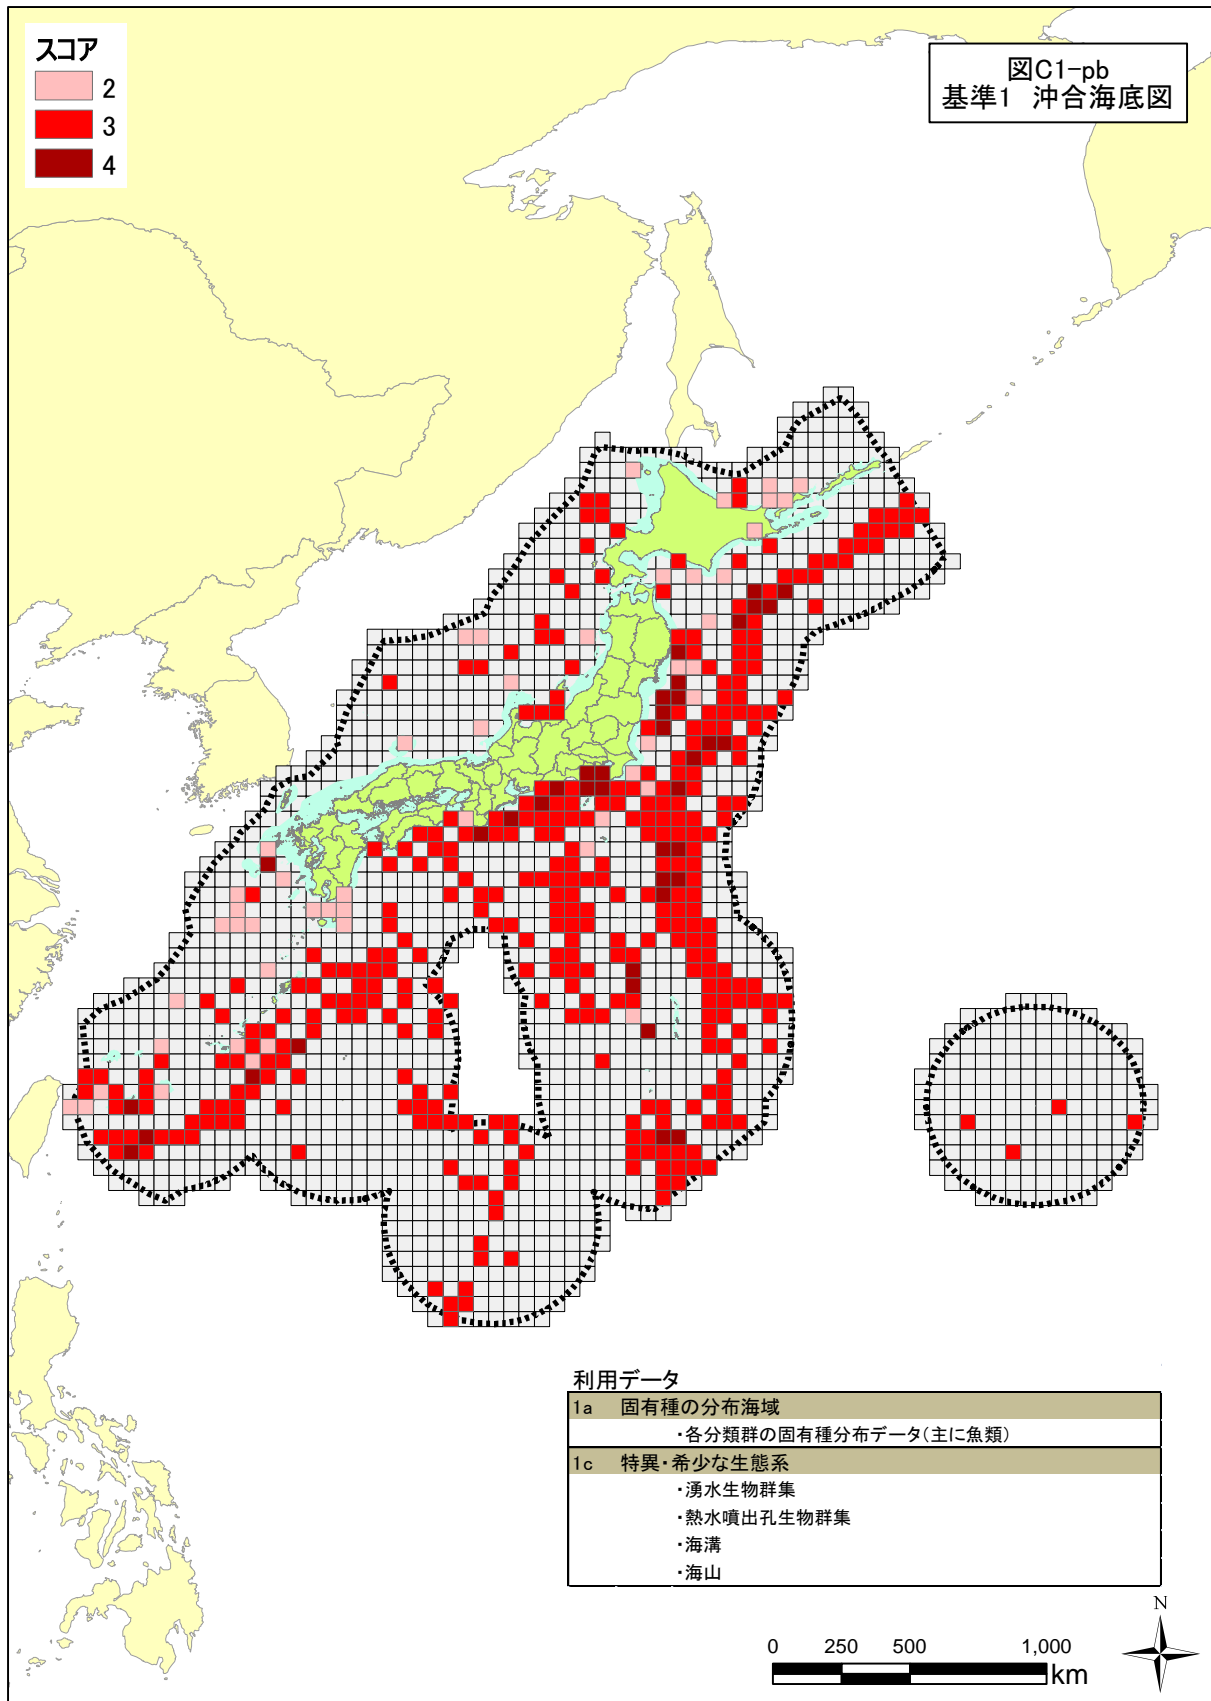 スコア
2
3
4
図C1-pb
基準1 沖合海底図
利用データ
1a 固有種の分布海域
・各分類群の固有種分布データ(主に魚類)
1c 特異・希少な生態系
・湧水生物群集
・熱水噴出孔生物群集
・海溝
・海山
N
0 250 500 1,000
km